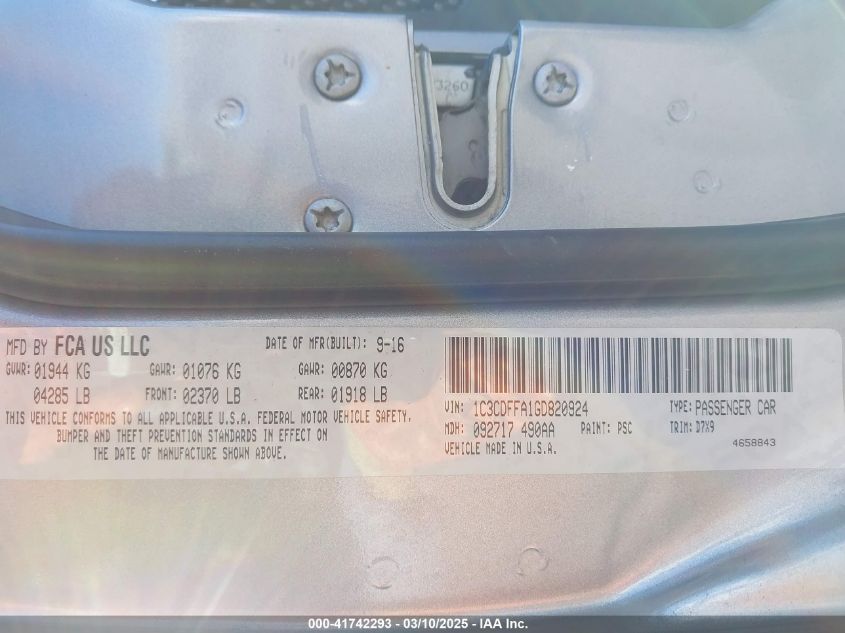 3260
MFD BY FCA US LLC DATE OF MFR(BUILT): 9-16
GVWR: 01944 KG GAWR: 01076 KG GAWR: 00870 KG
04285 LB FRONT: 02370 LB REAR: 01918 LB
THIS VEHICLE CONFORMS TO ALL APPLICABLE U.S.A. FEDERAL MOTOR VEHICLE SAFETY,
BUMPER AND THEFT PREVENTION STANDARDS IN EFFECT ON
THE DATE OF MANUFACTURE SHOWN ABOVE.
VIN: 1C3CDFFA1GD820924 TYPE: PASSENGER CAR
MDH: 092717 490AA PAINT: PSC TRIM: D7X9
VEHICLE MADE IN U.S.A. 4658843
000-41742293 - 03/10/2025 - IAA Inc.